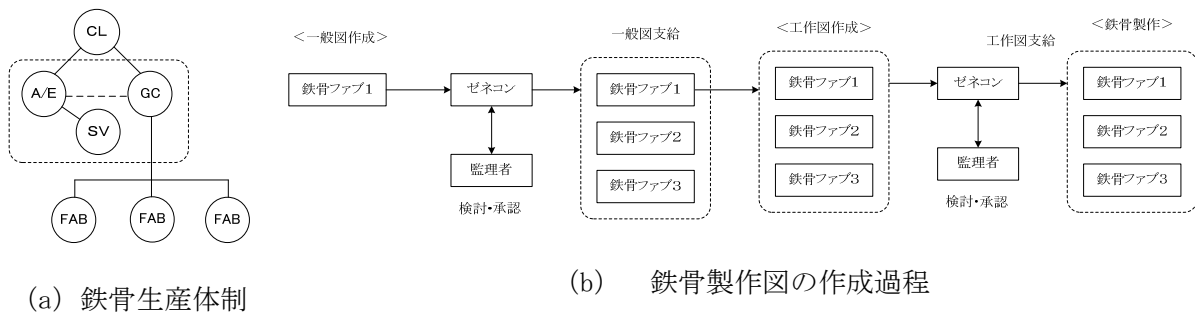 CL
A/E
GC
SV
FAB
FAB
FAB
(a) 鉄骨生産体制
＜一般図作成＞
鉄骨ファブ1
ゼネコン
監理者
検討・承認
一般図支給
鉄骨ファブ1
鉄骨ファブ2
鉄骨ファブ3
＜工作図作成＞
鉄骨ファブ1
鉄骨ファブ2
鉄骨ファブ3
工作図支給
ゼネコン
監理者
検討・承認
＜鉄骨製作＞
鉄骨ファブ1
鉄骨ファブ2
鉄骨ファブ3
(b) 鉄骨製作図の作成過程